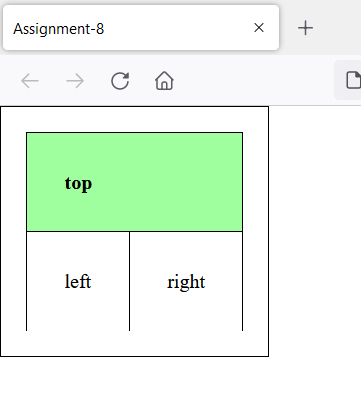 Assignment-8
top
left right